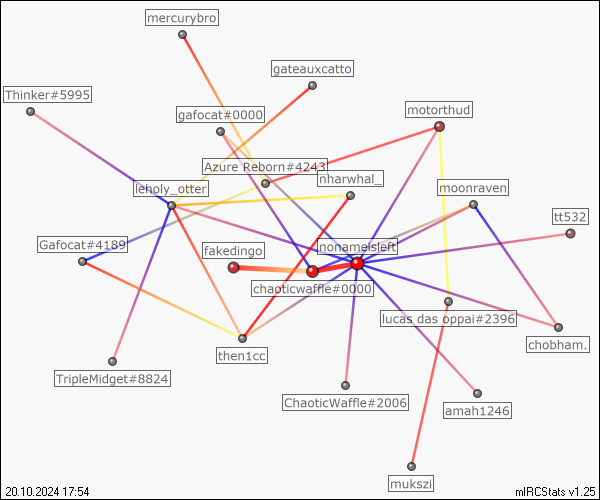 mercurybro
gateauxcatto
Thinker#5995
motorthud
gafocat#0000
Azure Reborn#4243
nharwhal_
leholy_otter
moonraven
tt532
Gafocat#4189
nonameisleft
fakedingo
chaoticwaffle#0000
lucas das oppai#2396
chobham.
then1cc
TripleMidget#8824
ChaoticWaffle#2006
amah1246
mukszi
20.10.2024 17:54
mIRCStats v1.25